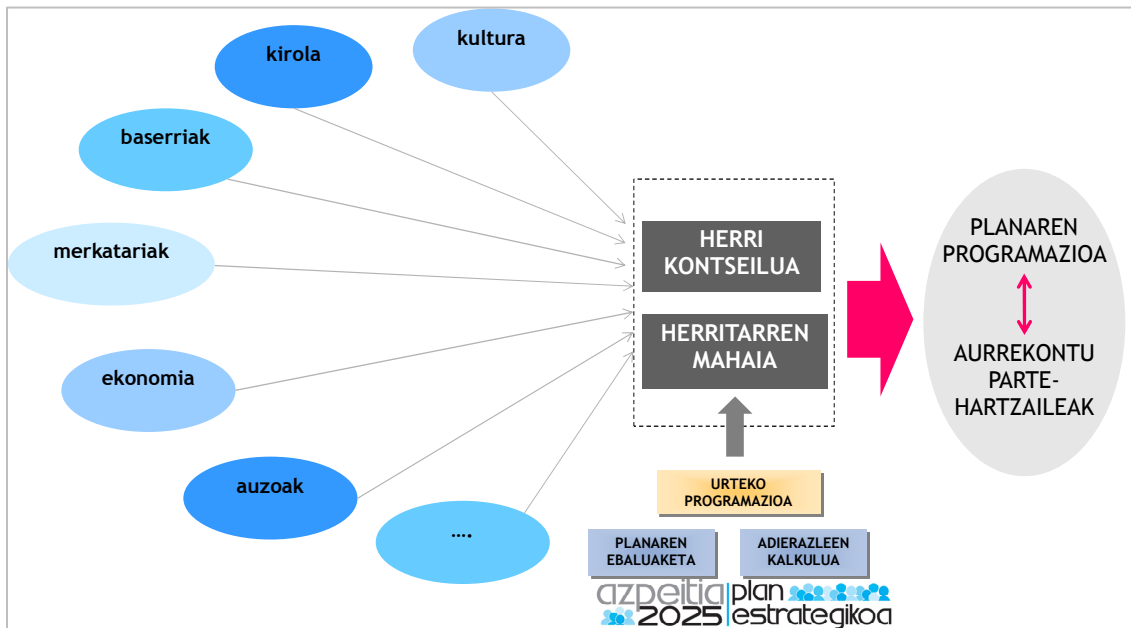 kultura
kirola
baserriak
merkatariak
ekonomia
auzoak
....
HERRI
KONTSEILUA
HERRITARREN
MAHAIA
PLANAREN
PROGRAMAZIOA
AURREKONTU
PARTE-
HARTZAILEAK
URTEKO
PROGRAMAZIOA
PLANAREN
EBALUAKETA
ADIERAZLEEN
KALKULUA
azpeitia
2025
plan
estrategikoa